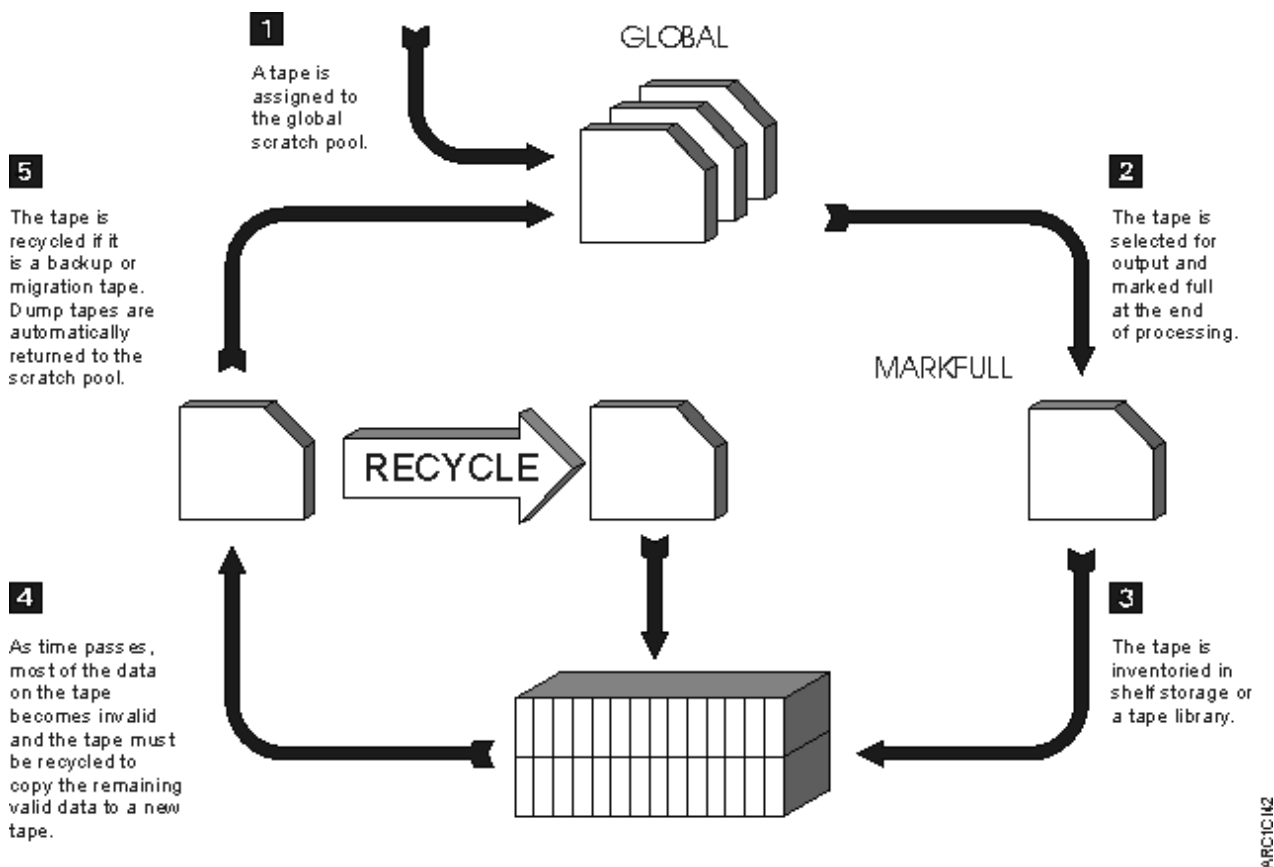 1
A tape is
assigned to
the global
scratch pool.
GLOBAL
2
The tape is
selected for
output and
marked full
at the end
of processing.
MARKFULL
3
The tape is
inventoried in
shelf storage or
a tape library.
4
As time passes,
most of the data
on the tape
becomes invalid
and the tape must
be recycled to
copy the remaining
valid data to a new
tape.
5
The tape is
recycled if it
is a backup or
migration tape.
Dump tapes are
automatically
returned to the
scratch pool.
RECYCLE
ARC1C142